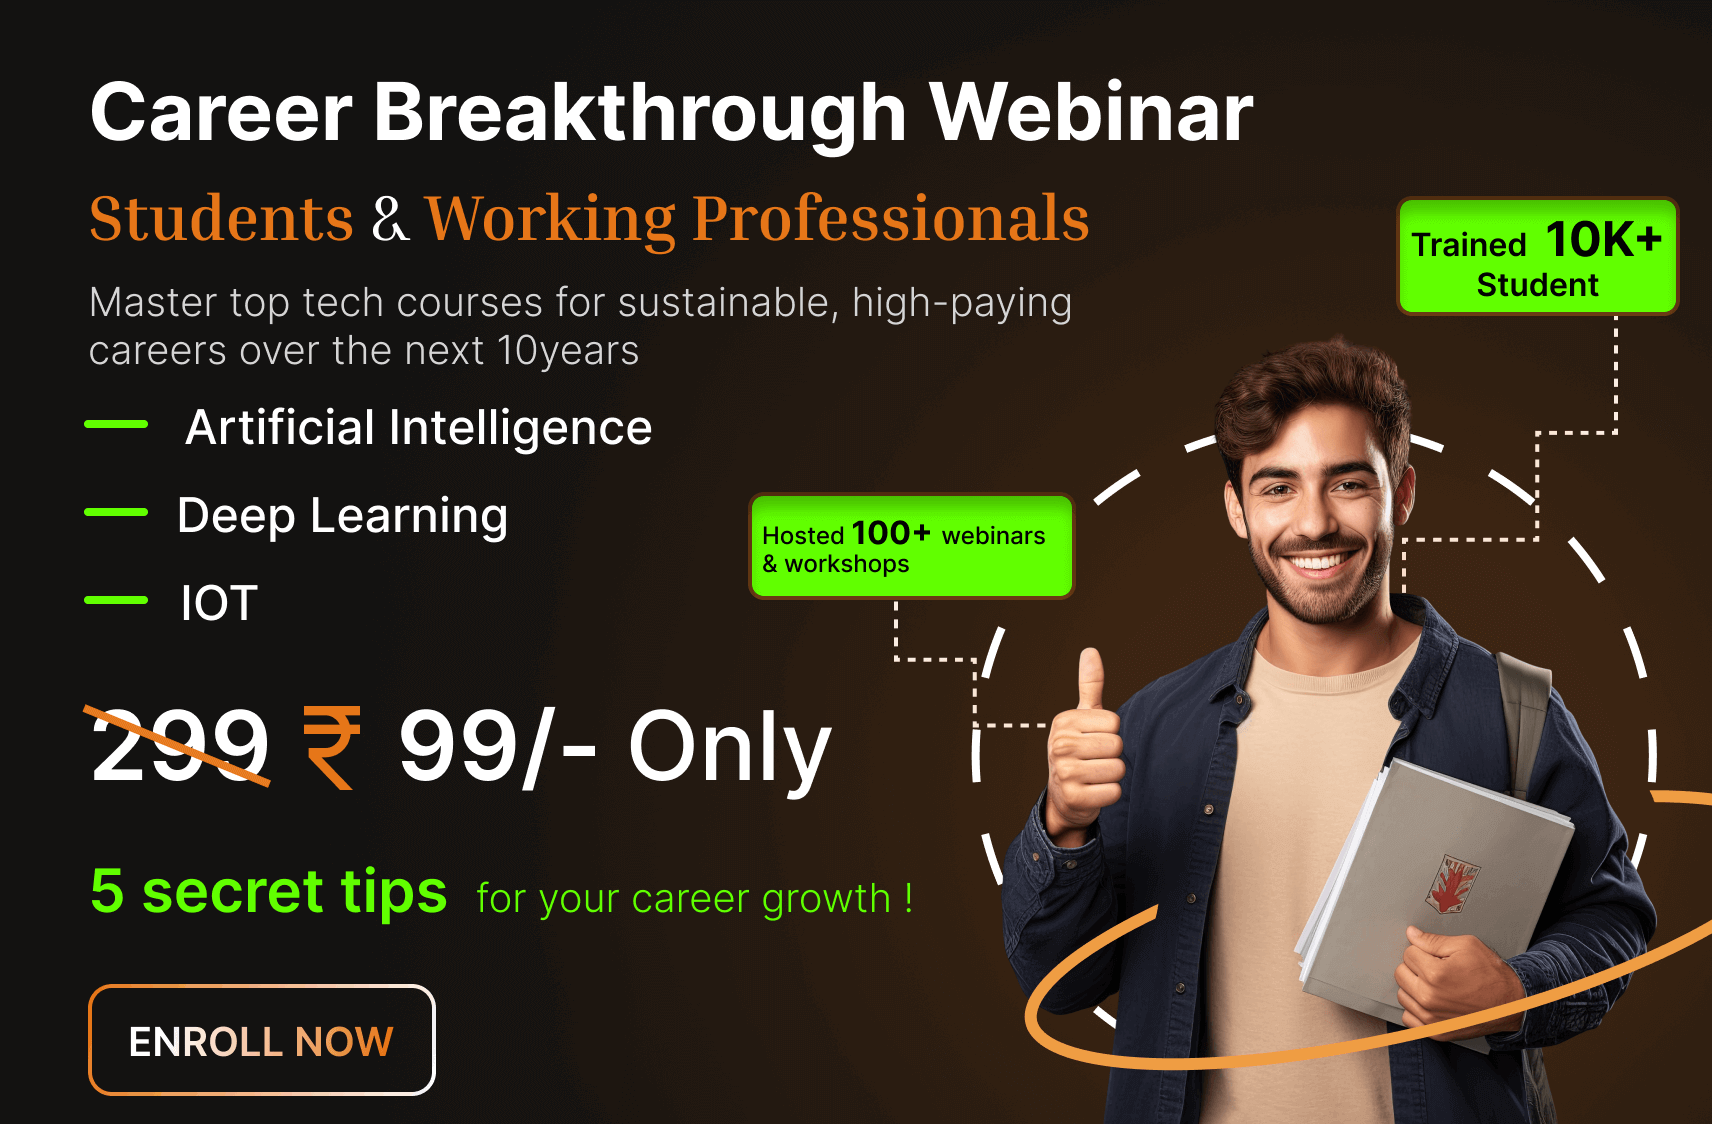 Career Breakthrough Webinar
Students & Working Professionals
Master top tech courses for sustainable, high-paying
careers over the next 10years
Artificial Intelligence
Deep Learning
IOT
299 ₹ 99/- Only
5 secret tips for your career growth !
ENROLL NOW
Trained 10K+
Student
Hosted 100+ webinars
& workshops